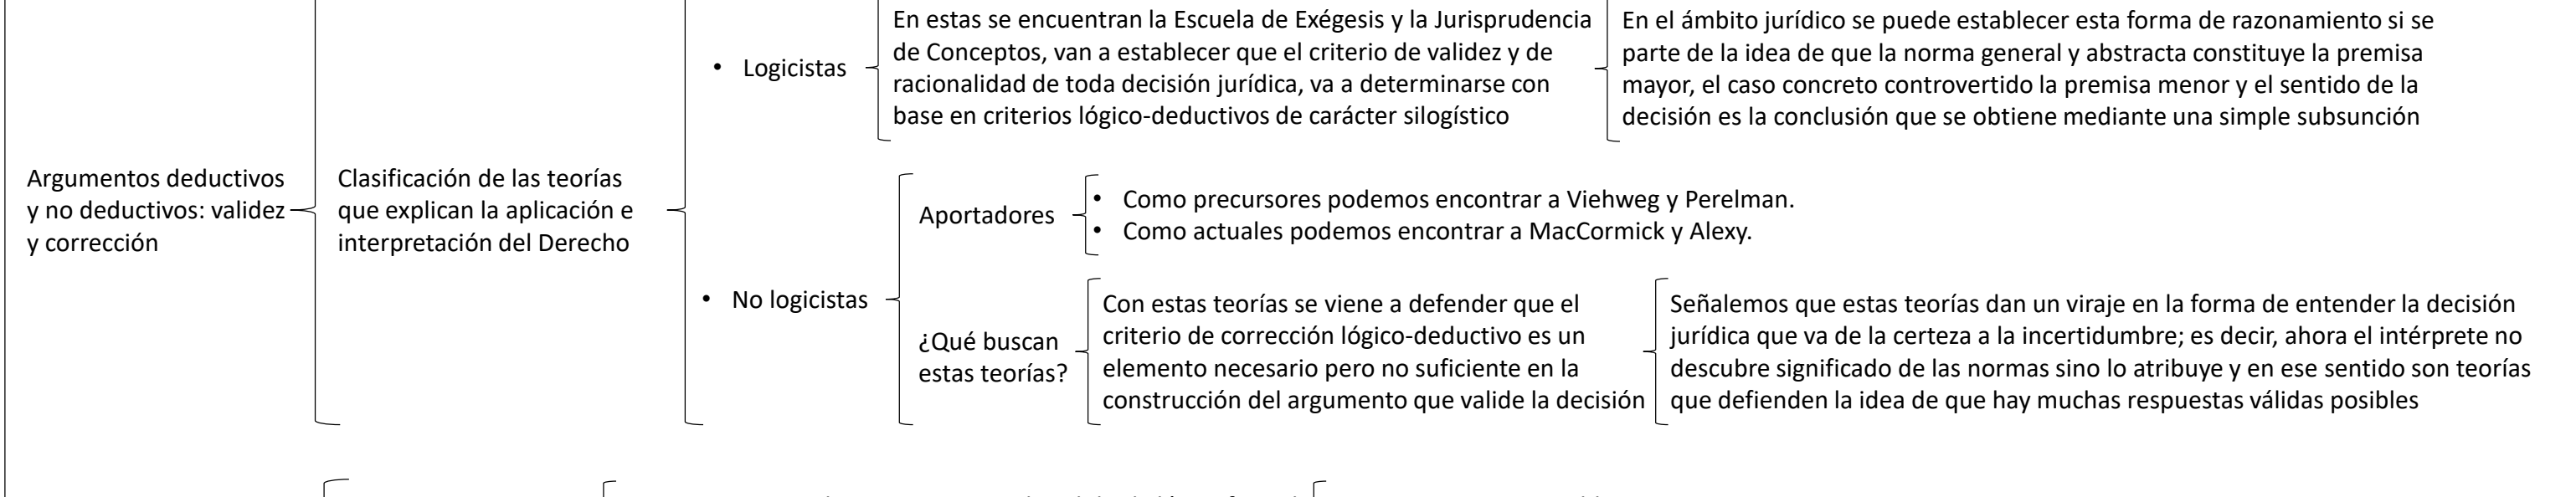 En estas se encuentran la Escuela de Exégesis y la Jurisprudencia
de Conceptos, van a establecer que el criterio de validez y de
racionalidad de toda decisión jurídica, va a determinarse con
base en criterios lógico-deductivos de carácter silogístico
En el ámbito jurídico se puede establecer esta forma de razonamiento si se
parte de la idea de que la norma general y abstracta constituye la premisa
mayor, el caso concreto controvertido la premisa menor y el sentido de la
decisión es la conclusión que se obtiene mediante una simple subsunción
• Logicistas
Argumentos deductivos
y no deductivos: validez
y corrección
Clasificación de las teorías
que explican la aplicación e
interpretación del Derecho
Aportadores
• Como precursores podemos encontrar a Viehweg y Perelman.
• Como actuales podemos encontrar a MacCormick y Alexy.
• No logicistas
¿Qué buscan
estas teorías?
Con estas teorías se viene a defender que el
criterio de corrección lógico-deductivo es un
elemento necesario pero no suficiente en la
construcción del argumento que valide la decisión
Señalemos que estas teorías dan un viraje en la forma de entender la decisión
jurídica que va de la certeza a la incertidumbre; es decir, ahora el intérprete no
descubre significado de las normas sino lo atribuye y en ese sentido son teorías
que defienden la idea de que hay muchas respuestas válidas posibles